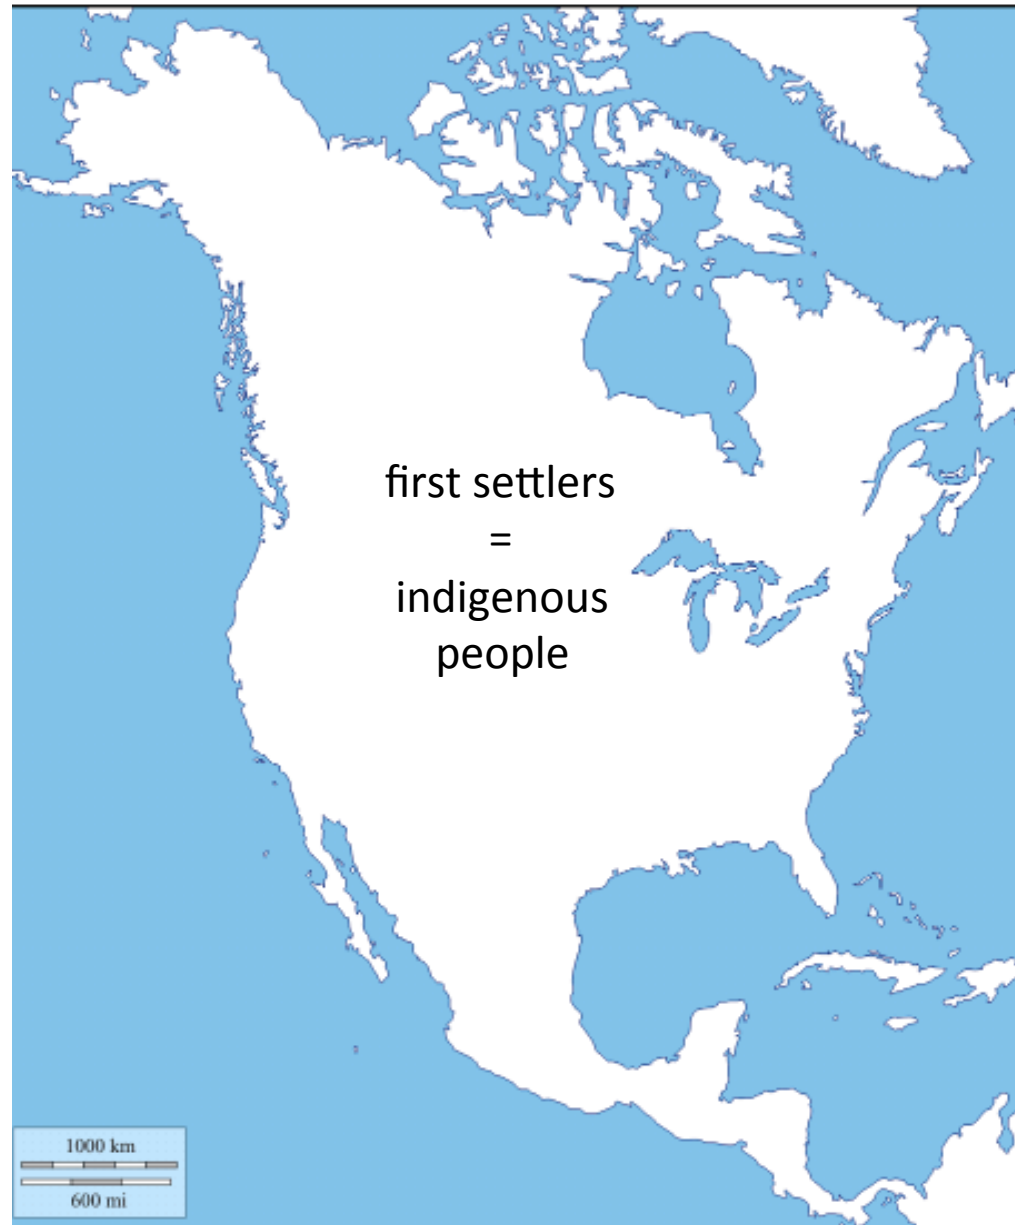 first settlers
=
indigenous
people
1000 km
600 mi